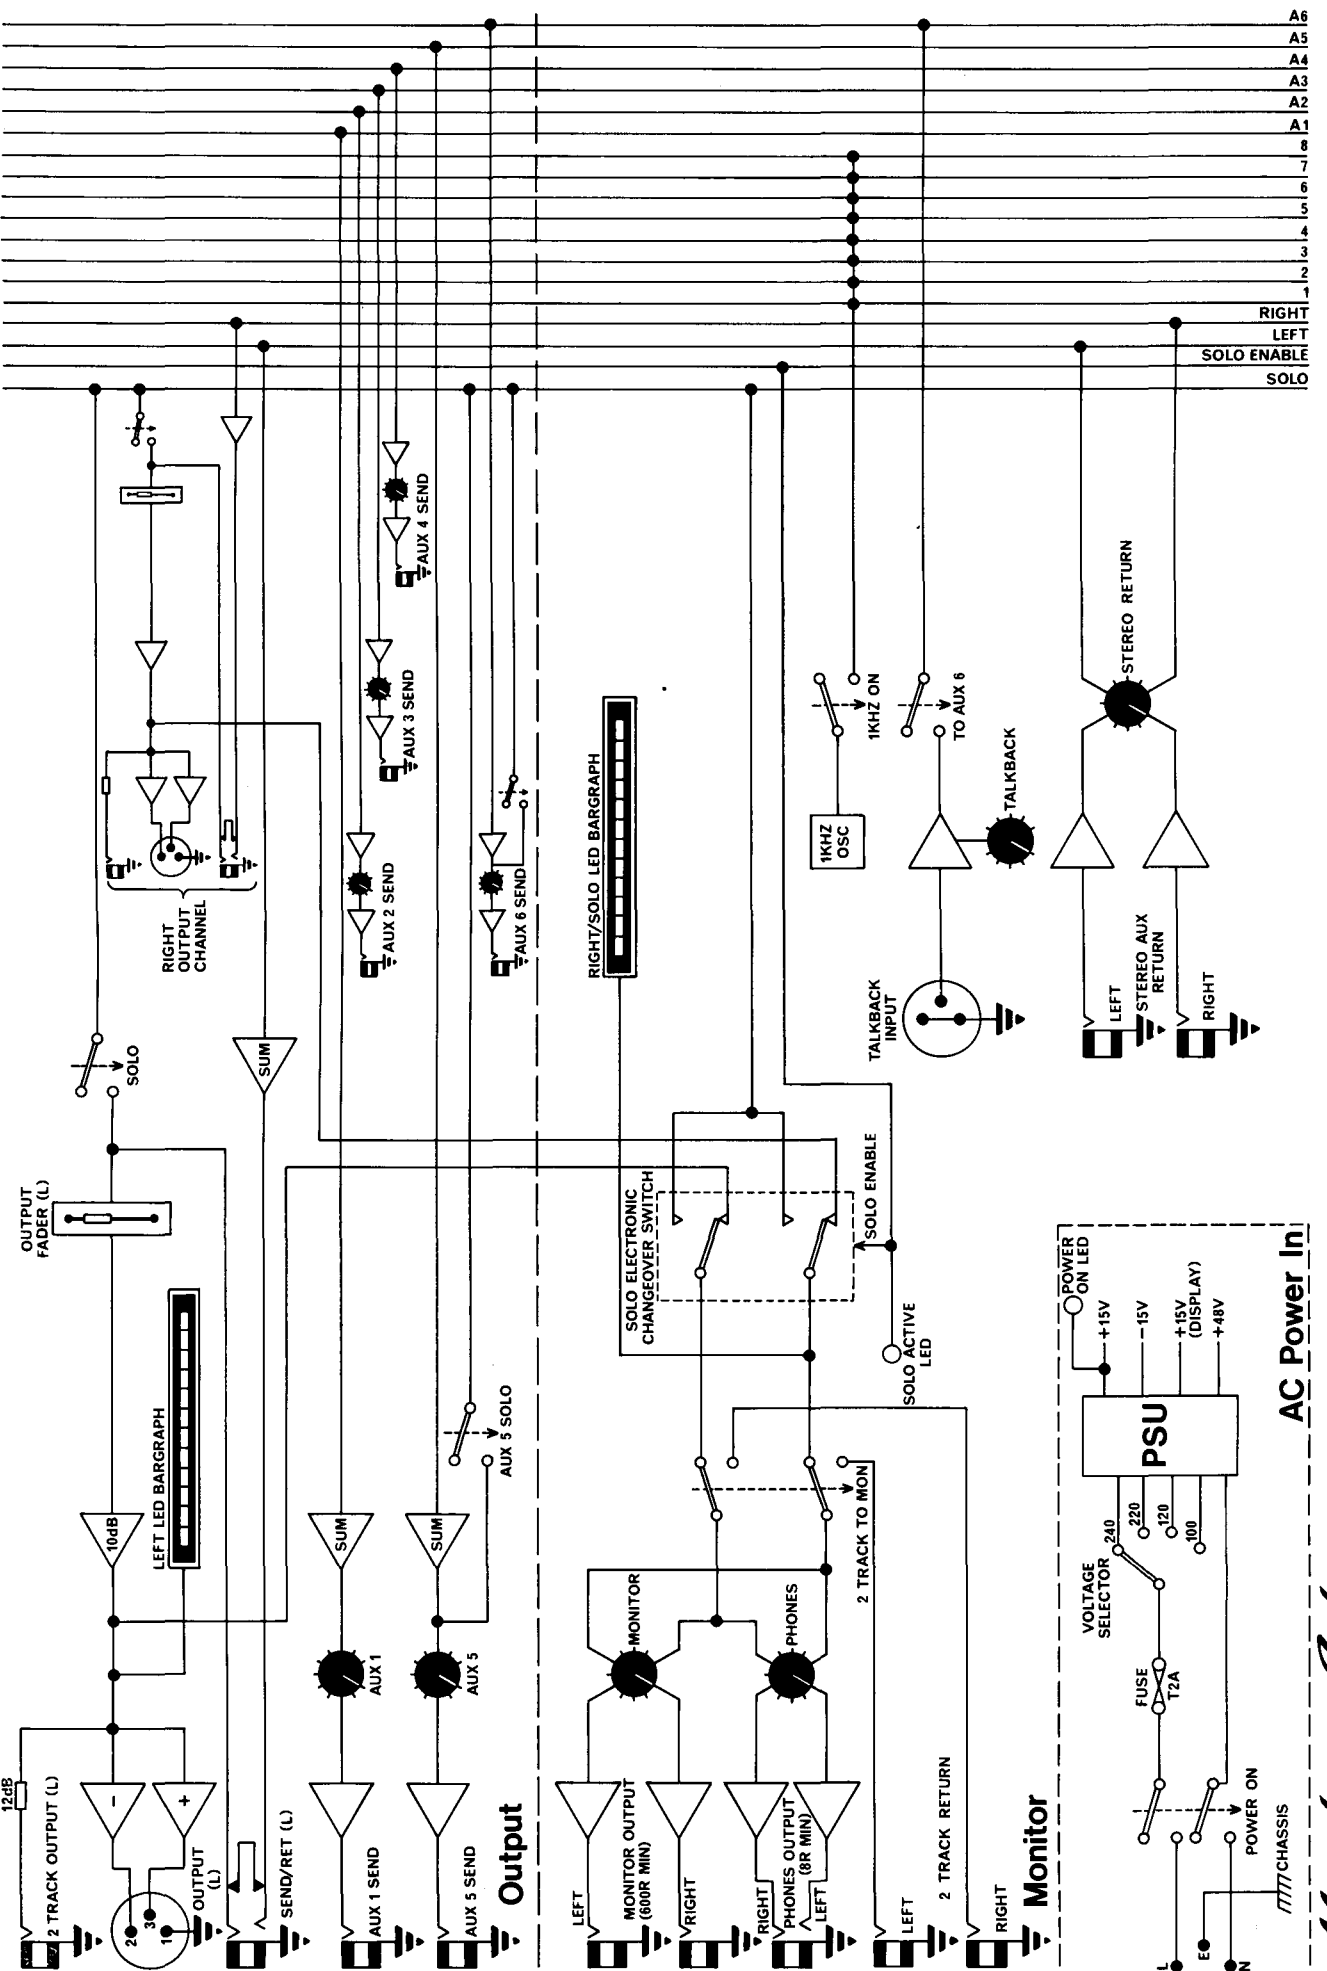 A6
A5
A4
A3
A2
A1
8
7
6
5
4
3
2
1
RIGHT
LEFT
SOLO ENABLE
SOLO
AUX 4 SEND
AUX 3 SEND
AUX 2 SEND
AUX 6 SEND
RIGHT
OUTPUT
CHANNEL
SOLO
SUM
OUTPUT
FADER (L)
LEFT LED BARGRAPH
10dB
12dB
2 TRACK OUTPUT (L)
−
+
2
3
1
OUTPUT
(L)
SEND/RET (L)
SUM
AUX 1
AUX 1 SEND
SUM
AUX 5
AUX 5 SEND
AUX 5 SOLO
Output
RIGHT/SOLO LED BARGRAPH
1KHZ ON
1KHZ
OSC
TO AUX 6
TALKBACK
TALKBACK
INPUT
STEREO RETURN
LEFT
STEREO AUX
RETURN
RIGHT
SOLO ELECTRONIC
CHANGEOVER SWITCH
SOLO ENABLE
SOLO ACTIVE
LED
2 TRACK TO MON
MONITOR
PHONES
LEFT
MONITOR OUTPUT
(600R MIN)
RIGHT
RIGHT
PHONES OUTPUT
(8R MIN)
LEFT
LEFT
2 TRACK RETURN
RIGHT
Monitor
POWER
ON LED
+15V
−15V
+15V
(DISPLAY)
+48V
AC Power In
PSU
240
220
120
100
VOLTAGE
SELECTOR
FUSE
T2A
POWER ON
CHASSIS
L
E
N